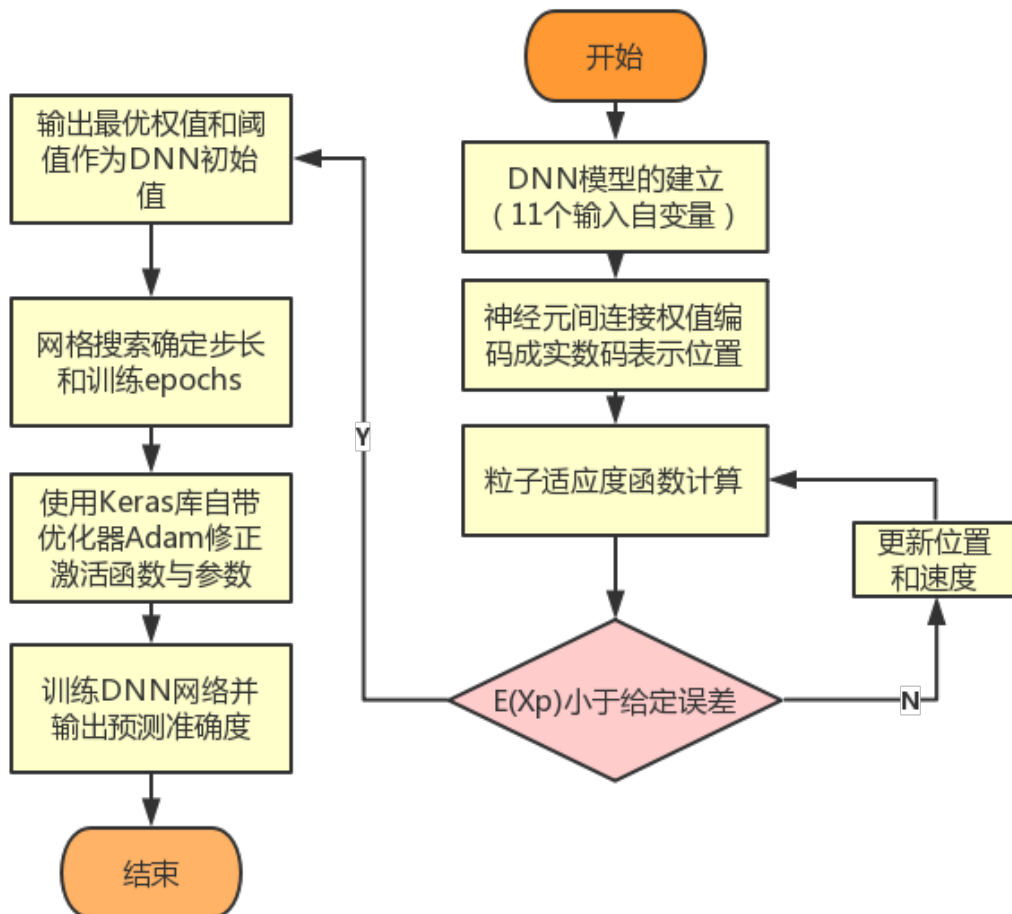 开始
DNN模型的建立
（11个输入自变量）
神经元间连接权值编
码成实数码表示位置
粒子适应度函数计算
更新位置
和速度
E(Xp)小于给定误差
N
Y
输出最优权值和阈
值作为DNN初始
值
网格搜索确定步长
和训练epochs
使用Keras库自带
优化器Adam修正
激活函数与参数
训练DNN网络并
输出预测准确度
结束